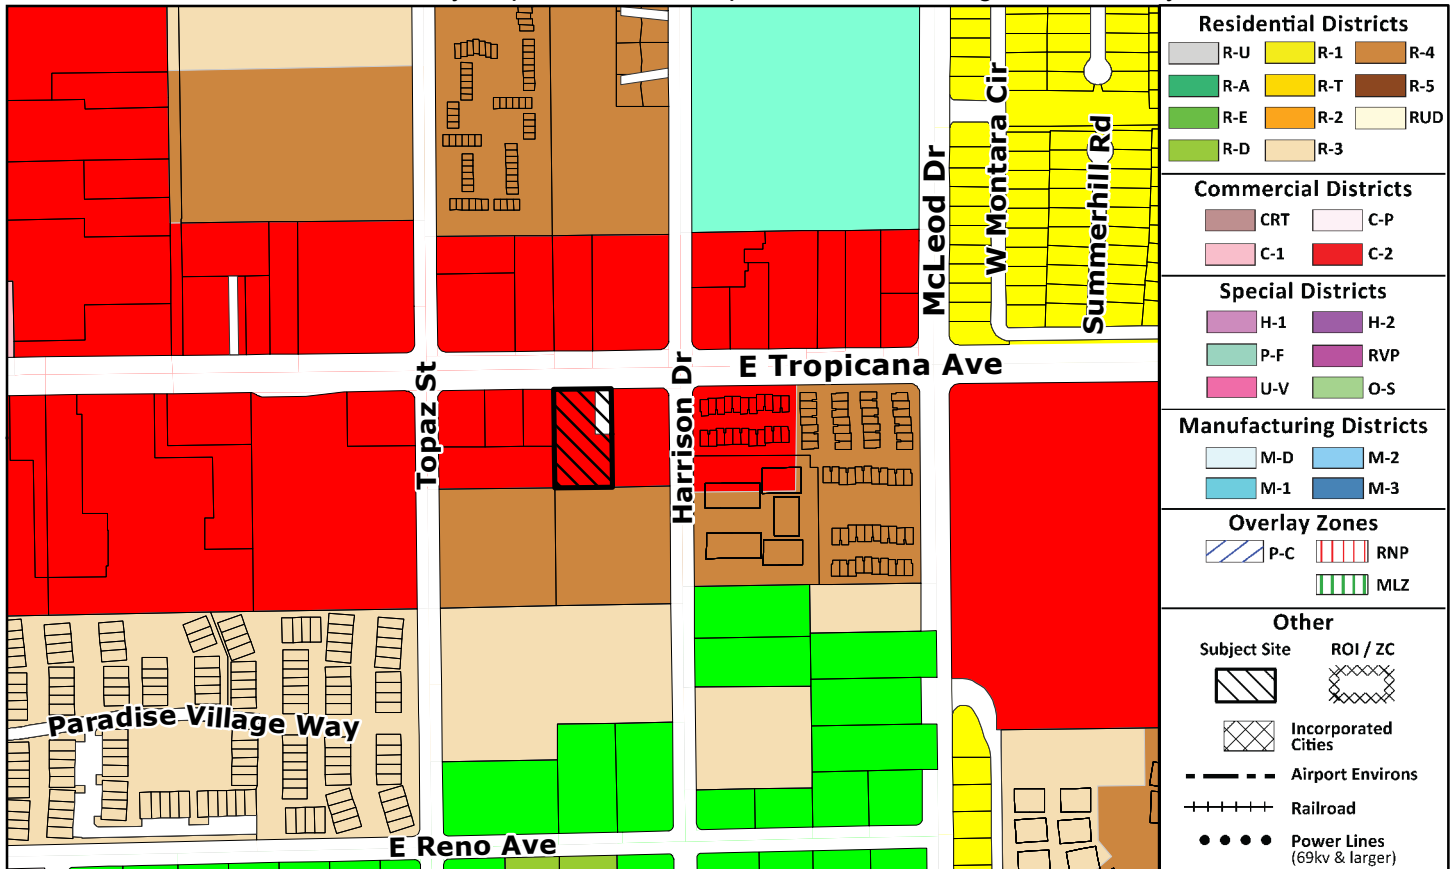 W Montara Cir
Summerhill Rd
McLeod Dr
E Tropicana Ave
Topaz St
Harrison Dr
Paradise Village Way
E Reno Ave
Residential Districts
R-U R-1 R-4
R-A R-T R-5
R-E R-2 RUD
R-D R-3
Commercial Districts
CRT C-P
C-1 C-2
Special Districts
H-1 H-2
P-F RVP
U-V O-S
Manufacturing Districts
M-D M-2
M-1 M-3
Overlay Zones
P-C RNP
MLZ
Other
Subject Site ROI / ZC
Incorporated
Cities
Airport Environs
Railroad
Power Lines
(69kv & larger)